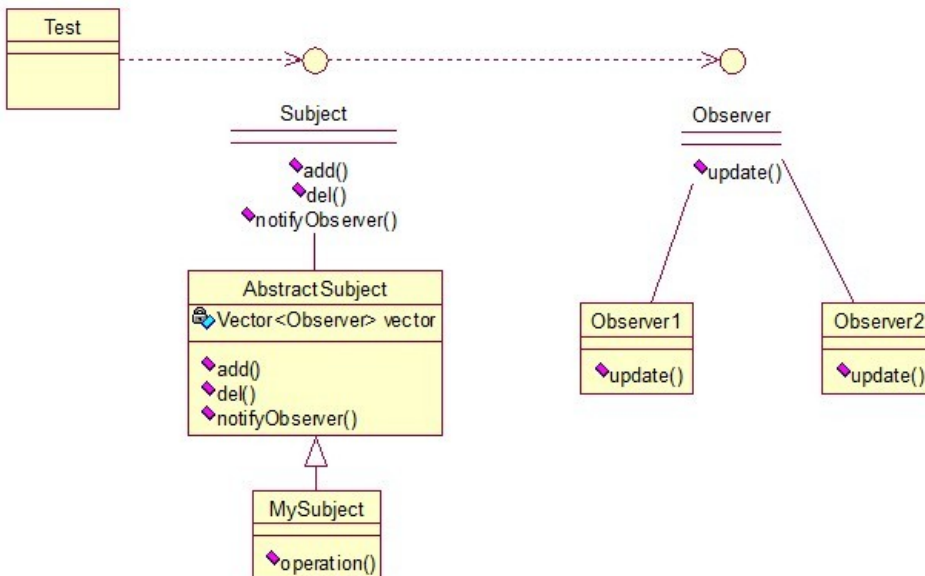 Test
Subject
add()
del()
notifyObserver()
Observer
update()
AbstractSubject
Vector<Observer> vector
add()
del()
notifyObserver()
Observer1
update()
Observer2
update()
MySubject
operation()